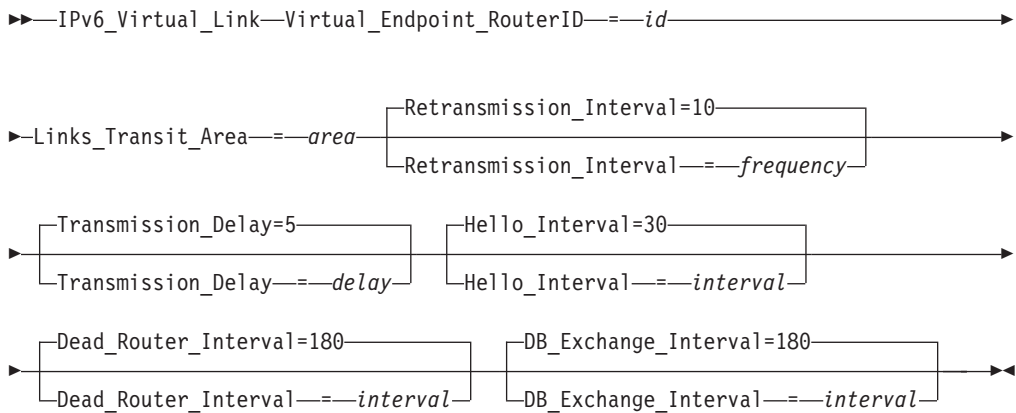 IPv6_Virtual_Link Virtual_Endpoint_RouterID = id
Retransmission_Interval=10
Links_Transit_Area = area
Retransmission_Interval = frequency
Transmission_Delay=5 Hello_Interval=30
Transmission_Delay = delay Hello_Interval = interval
Dead_Router_Interval=180 DB_Exchange_Interval=180
Dead_Router_Interval = interval DB_Exchange_Interval = interval